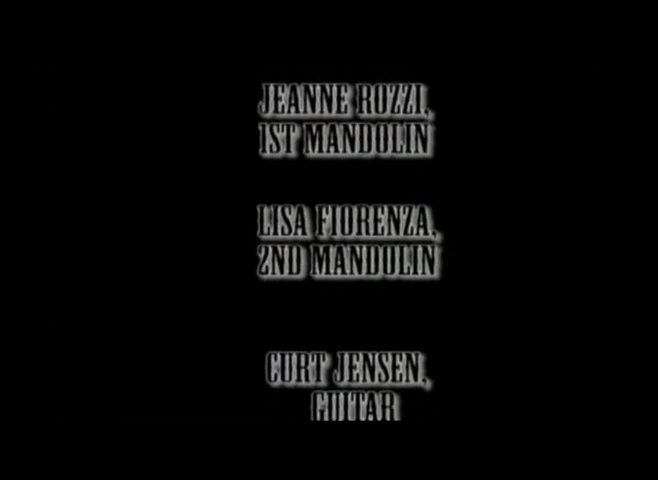 JEANNE ROZZI,
1ST MANDOLIN
LISA FIORENZA,
2ND MANDOLIN
CURT JENSEN,
GUITAR